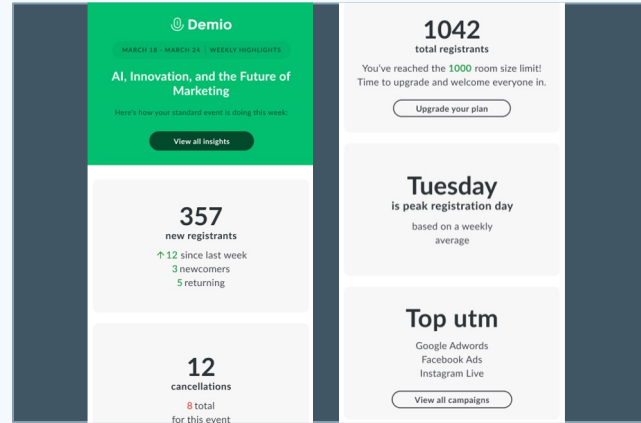 Demio
MARCH 18 - MARCH 24 | WEEKLY HIGHLIGHTS
AI, Innovation, and the Future of
Marketing
Here's how your standard event is doing this week:
View all insights
357
new registrants
↑12 since last week
3 newcomers
5 returning
12
cancellations
8 total
for this event
1042
total registrants
You've reached the 1000 room size limit!
Time to upgrade and welcome everyone in.
Upgrade your plan
Tuesday
is peak registration day
based on a weekly
average
Top utm
Google Adwords
Facebook Ads
Instagram Live
View all campaigns